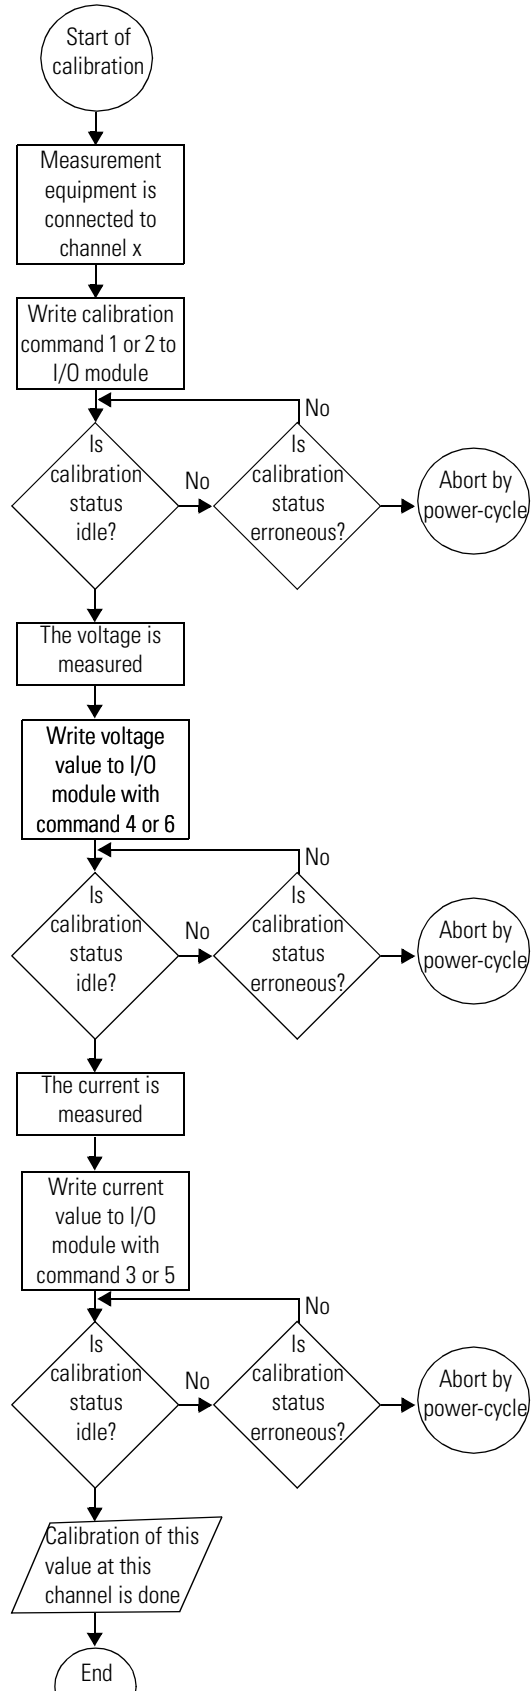 Start of
calibration
Measurement
equipment is
connected to
channel x
Write calibration
command 1 or 2 to
I/O module
No
Is
calibration
status
idle?
No
Is
calibration
status
erroneous?
Abort by
power-cycle
The voltage is
measured
Write voltage
value to I/O
module with
command 4 or 6
No
Is
calibration
status
idle?
No
Is
calibration
status
erroneous?
Abort by
power-cycle
The current is
measured
Write current
value to I/O
module with
command 3 or 5
No
Is
calibration
status
idle?
No
Is
calibration
status
erroneous?
Abort by
power-cycle
Calibration of this
value at this
channel is done
End